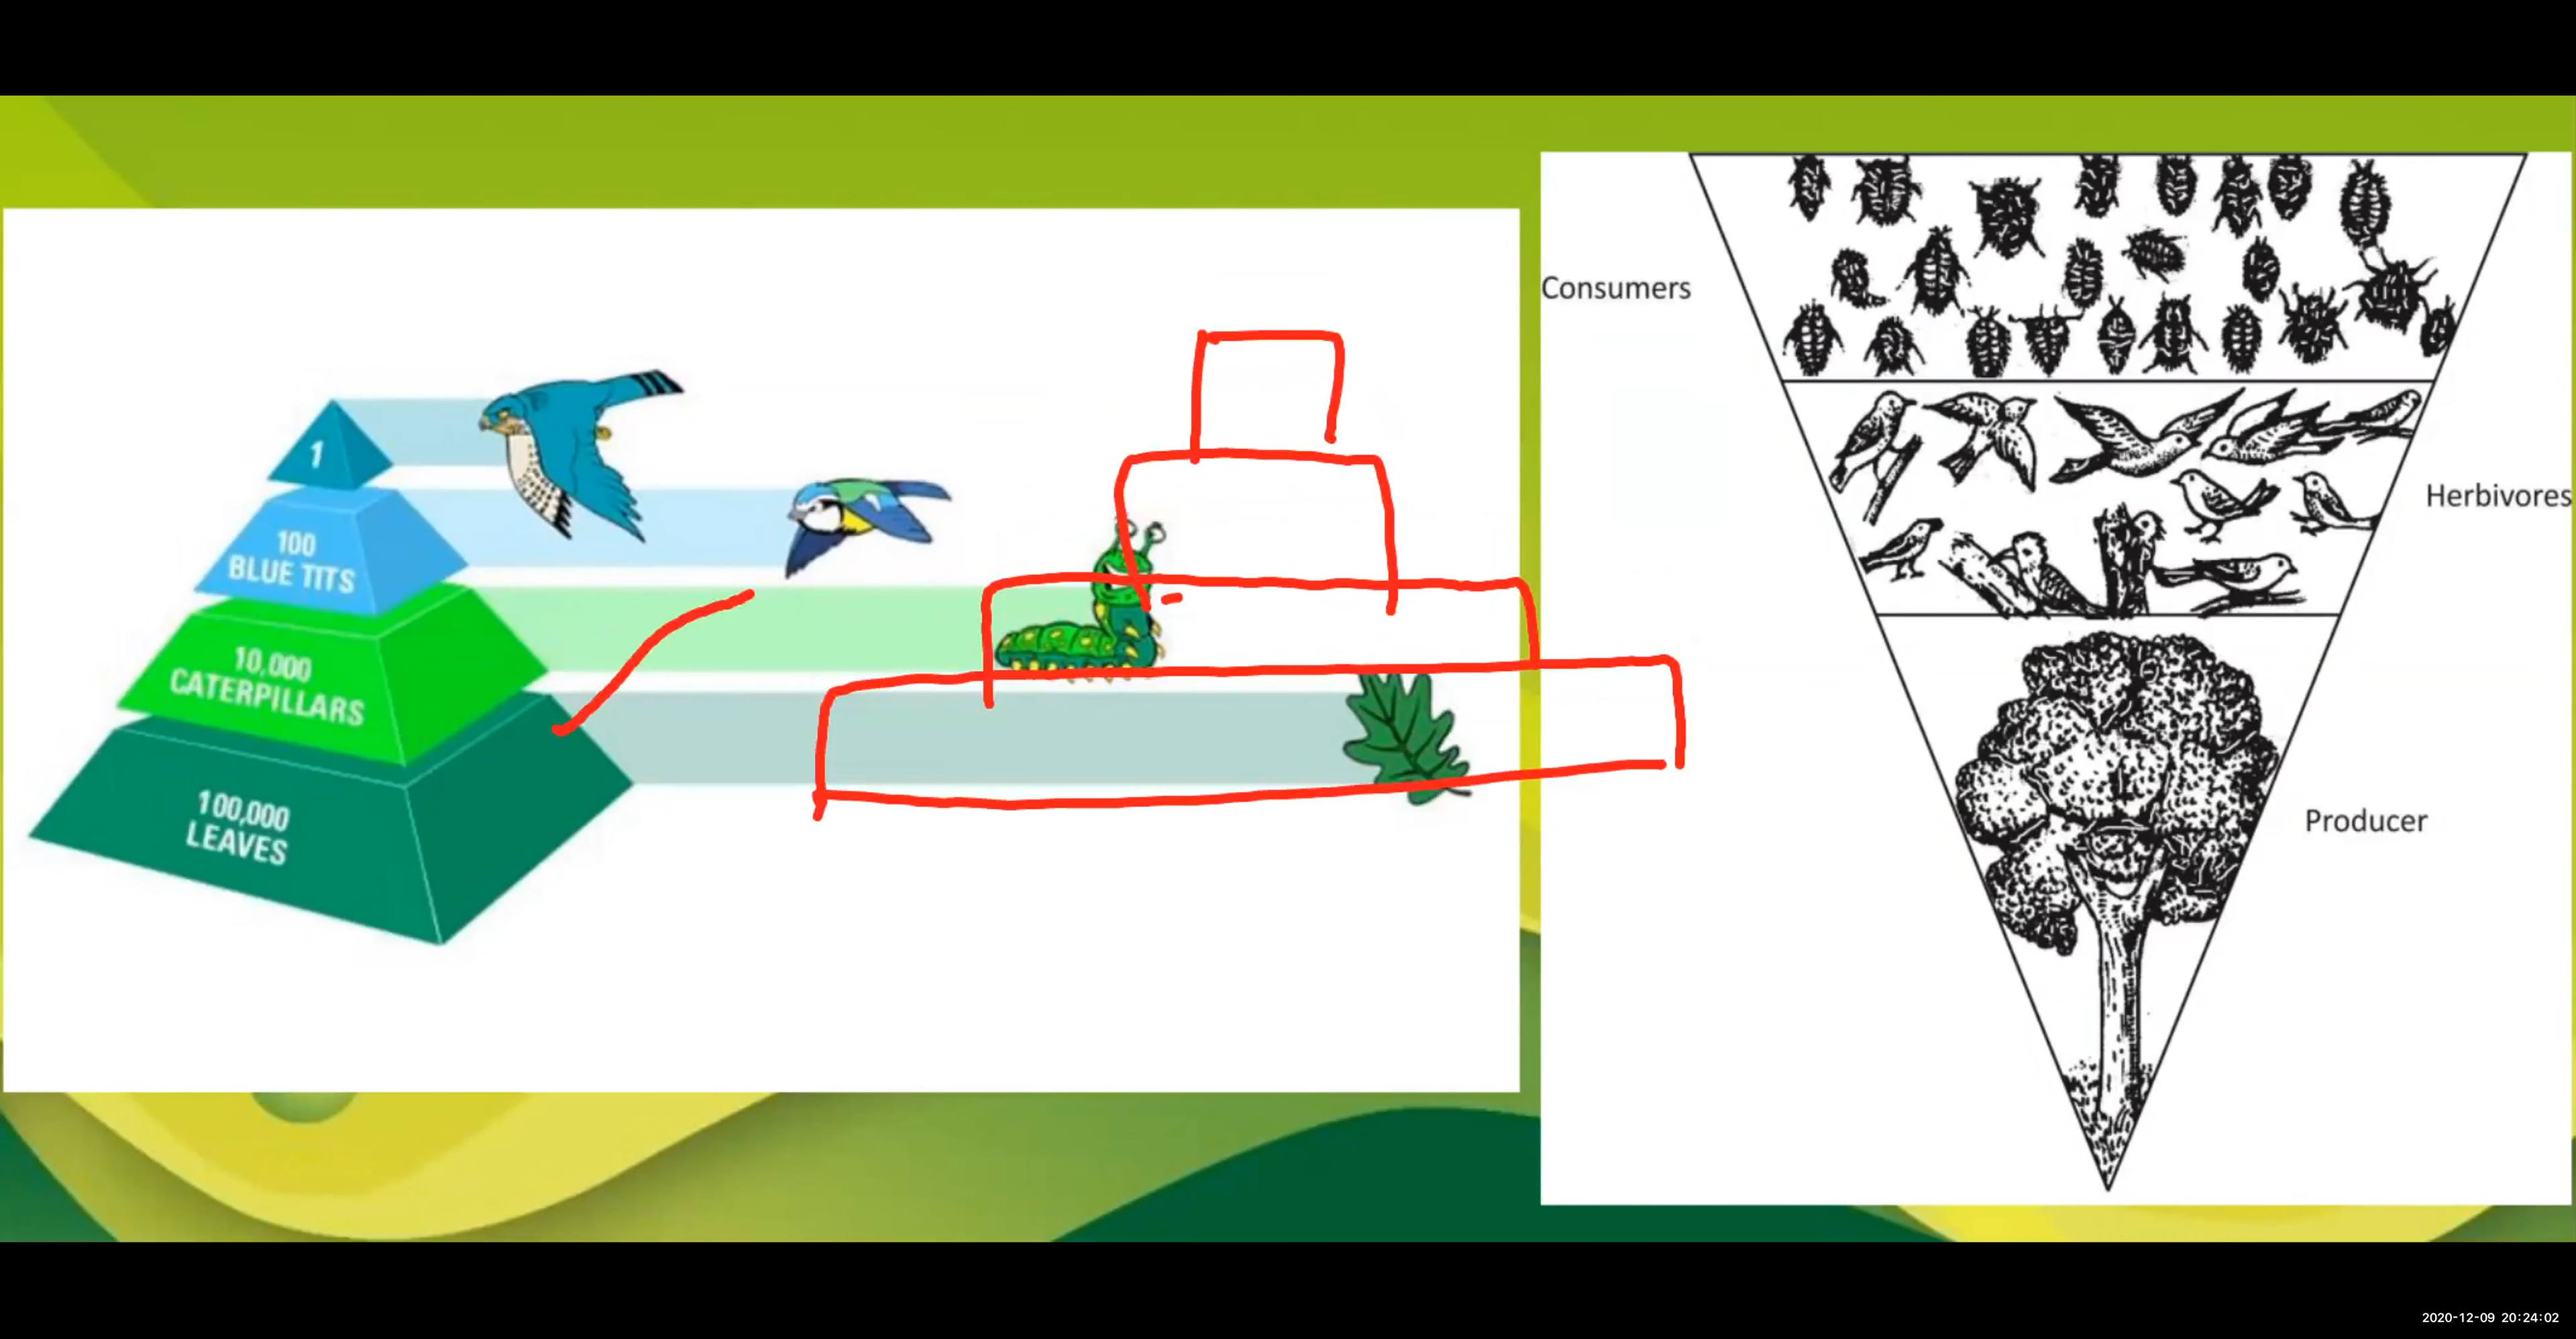 1
100
BLUE TITS
10,000
CATERPILLARS
100,000
LEAVES
Consumers
Herbivores
Producer
2020-12-09 20:24:02